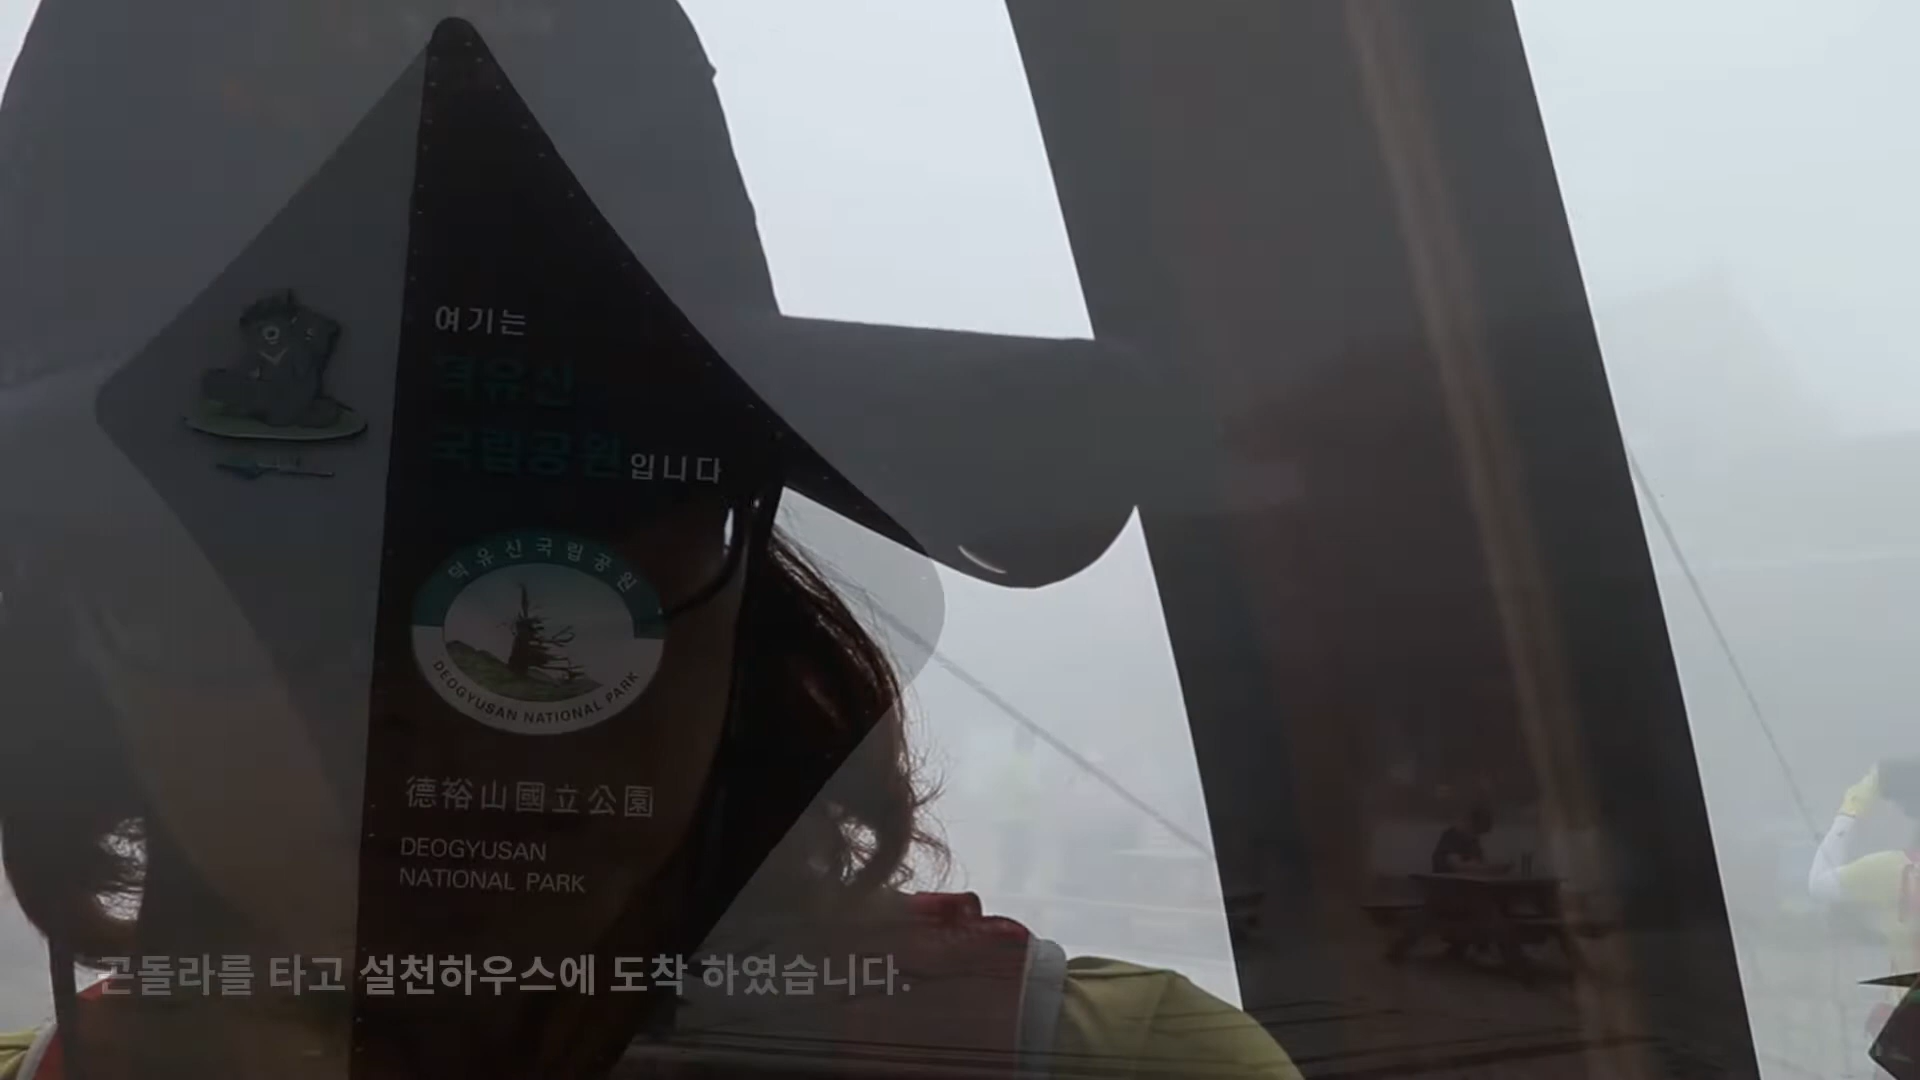 여기는
덕유산
국립공원입니다
덕유산국립공원
DEOGYUSAN NATIONAL PARK
德裕山國立公園
DEOGYUSAN
NATIONAL PARK
곤돌라를 타고 설천하우스에 도착 하였습니다.